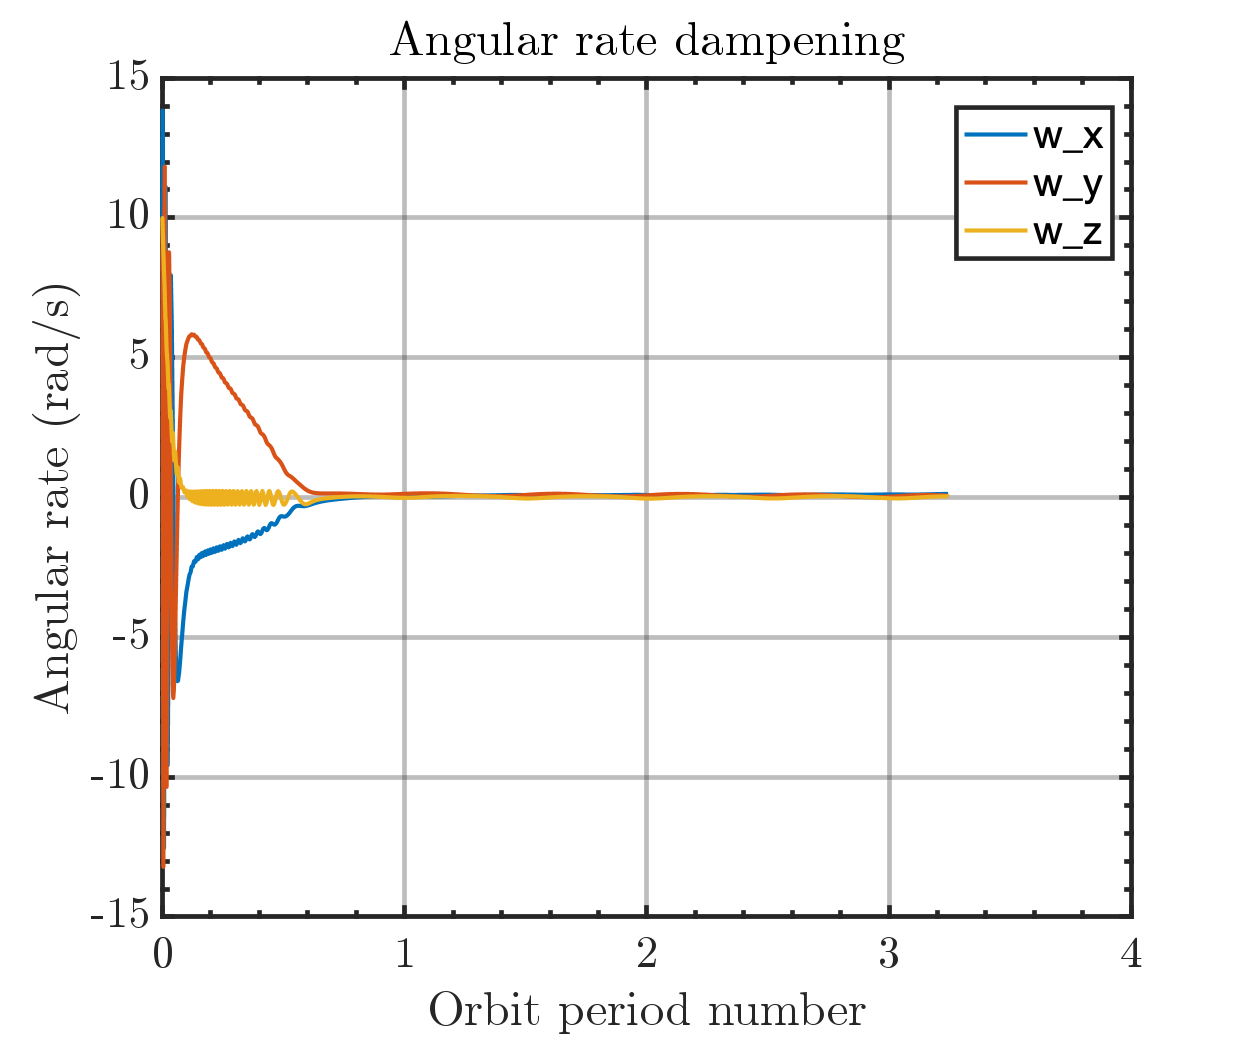 Angular rate dampening
15
10
5
0
-5
-10
-15
Angular rate (rad/s)
w_x
w_y
w_z
0 1 2 3 4
Orbit period number